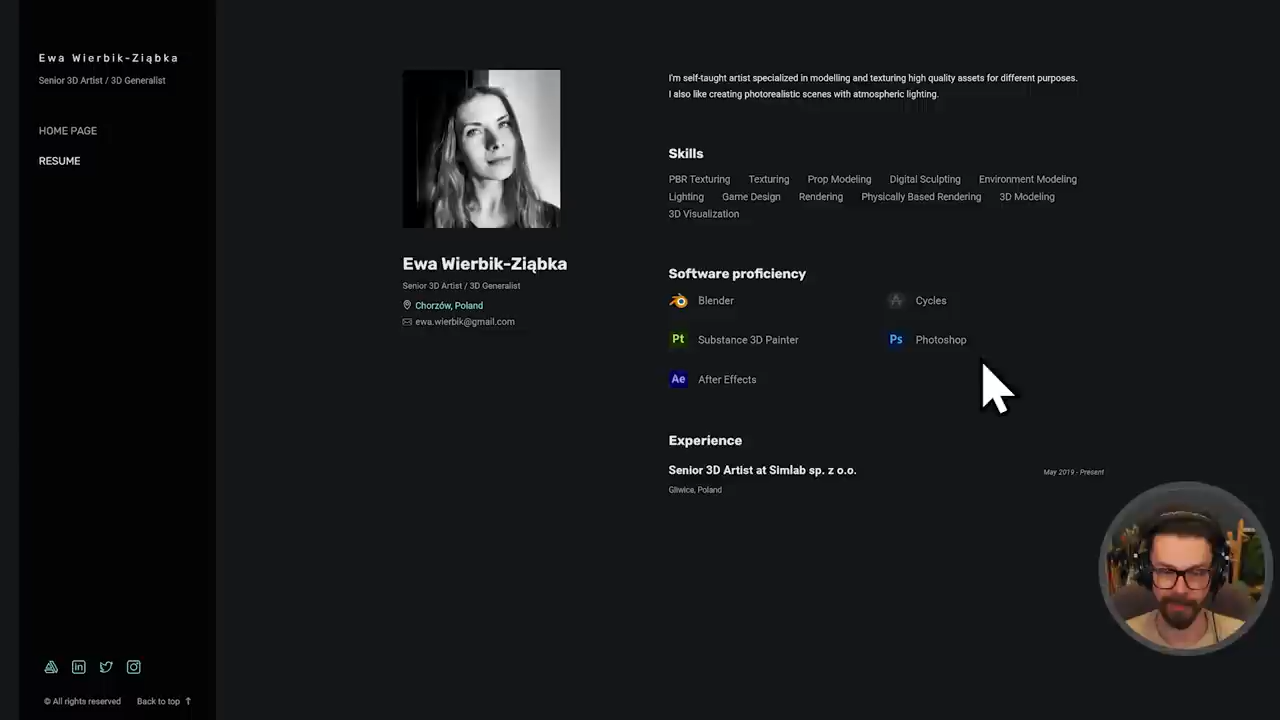 Ewa Wierbik-Ziąbka
Senior 3D Artist / 3D Generalist
HOME PAGE
RESUME
© All rights reserved
Back to top ↑
Ewa Wierbik-Ziąbka
Senior 3D Artist / 3D Generalist
Chorzów, Poland
ewa.wierbik@gmail.com
I'm self-taught artist specialized in modelling and texturing high quality assets for different purposes.
I also like creating photorealistic scenes with atmospheric lighting.
Skills
PBR Texturing Texturing Prop Modeling Digital Sculpting Environment Modeling
Lighting Game Design Rendering Physically Based Rendering 3D Modeling
3D Visualization
Software proficiency
Blender Cycles
Pt Substance 3D Painter Ps Photoshop
Ae After Effects
Experience
Senior 3D Artist at Simlab sp. z o.o. May 2019 - Present
Gliwice, Poland